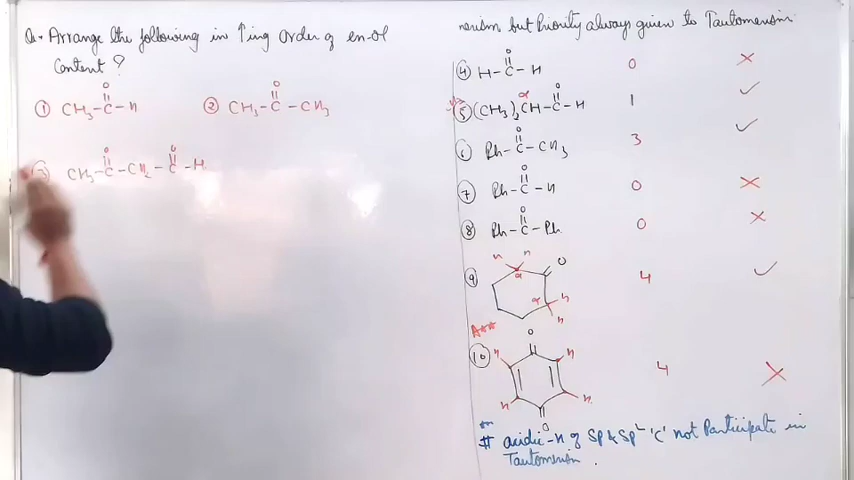 Q:- Arrange the following in ↑ing order of en-ol
Content ?
① CH₃-C-H
O
② CH₃-C-CH₃
O
③ CH₃-C-CH₂-C-H
O O
nerism but Priority always given to Tautomerism
④ H-C-H 0 ✗
O
⑤ (CH₃)₂CH-C-H 1 ✓
α O
⑥ Ph-C-CH₃ 3 ✓
O
⑦ Ph-C-H 0 ✗
O
⑧ Ph-C-Ph 0 ✗
O
⑨ H H O α α H H 4 ✓
A**
⑩ O H H H H O 4 ✗
# acidic-H of SP & SP² 'C' not Participate in
Tautomerism .